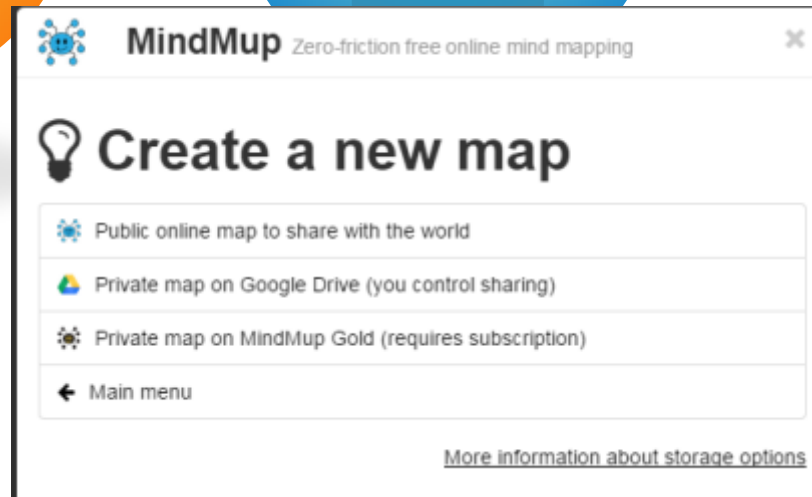 MindMup Zero-friction free online mind mapping
Create a new map
Public online map to share with the world
Private map on Google Drive (you control sharing)
Private map on MindMup Gold (requires subscription)
Main menu
More information about storage options